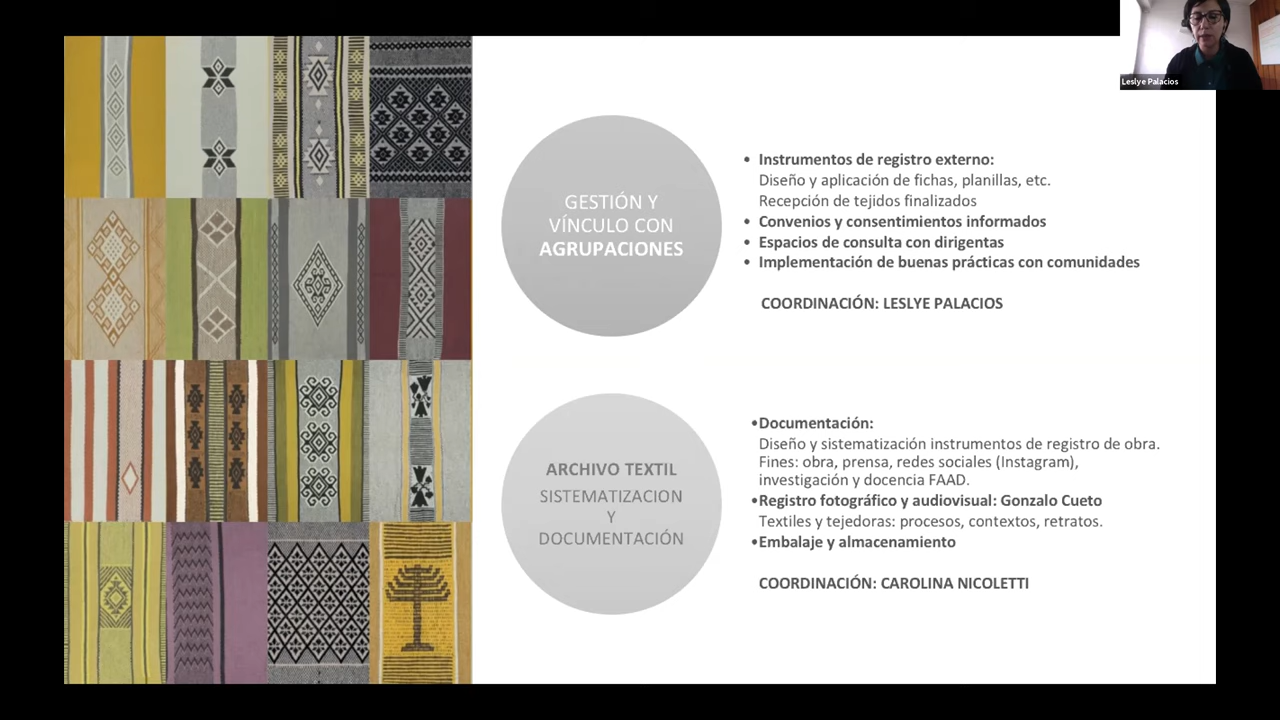 Leslye Palacios
GESTIÓN Y
VÍNCULO CON
AGRUPACIONES
• Instrumentos de registro externo:
Diseño y aplicación de fichas, planillas, etc.
Recepción de tejidos finalizados
• Convenios y consentimientos informados
• Espacios de consulta con dirigentas
• Implementación de buenas prácticas con comunidades
COORDINACIÓN: LESLYE PALACIOS
ARCHIVO TEXTIL
SISTEMATIZACION
Y
DOCUMENTACIÓN
•Documentación:
Diseño y sistematización instrumentos de registro de obra.
Fines: obra, prensa, redes sociales (Instagram),
investigación y docencia FAAD.
•Registro fotográfico y audiovisual: Gonzalo Cueto
Textiles y tejedoras: procesos, contextos, retratos.
•Embalaje y almacenamiento
COORDINACIÓN: CAROLINA NICOLETTI